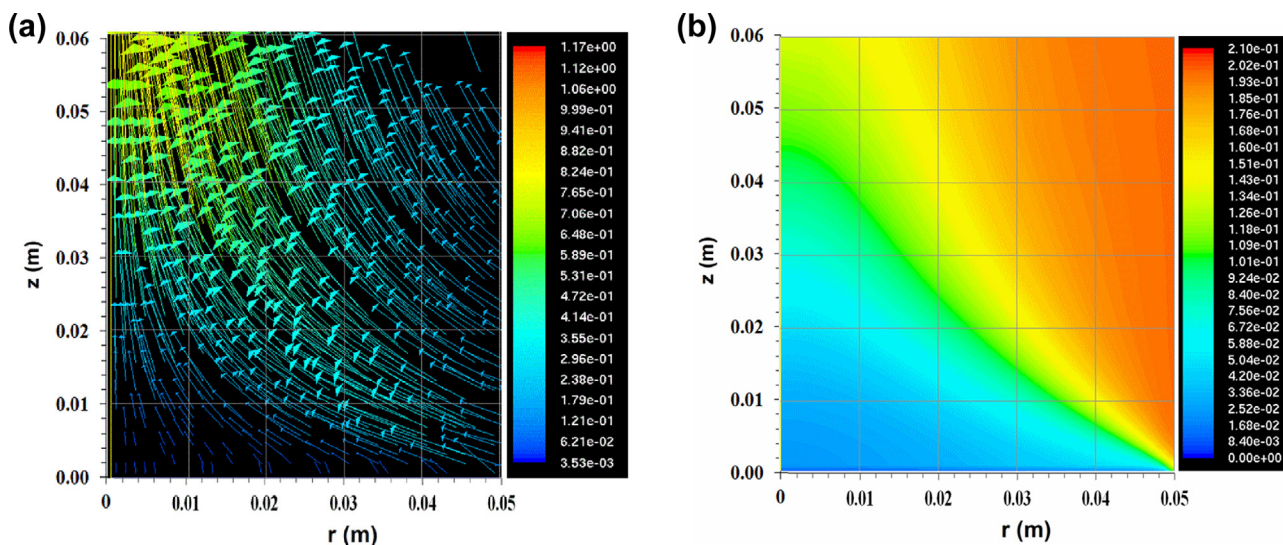 (a)
z (m)
0.06
0.05
0.04
0.03
0.02
0.01
0.00
0
0.01
0.02
0.03
0.04
0.05
r (m)
1.17e+00
1.12e+00
1.06e+00
9.99e-01
9.41e-01
8.82e-01
8.24e-01
7.65e-01
7.06e-01
6.48e-01
5.89e-01
5.31e-01
4.72e-01
4.14e-01
3.55e-01
2.96e-01
2.38e-01
1.79e-01
1.21e-01
6.21e-02
3.53e-03
(b)
z (m)
0.06
0.05
0.04
0.03
0.02
0.01
0.00
0
0.01
0.02
0.03
0.04
0.05
r (m)
2.10e-01
2.02e-01
1.93e-01
1.85e-01
1.76e-01
1.68e-01
1.60e-01
1.51e-01
1.43e-01
1.34e-01
1.26e-01
1.18e-01
1.09e-01
1.01e-01
9.24e-02
8.40e-02
7.56e-02
6.72e-02
5.88e-02
5.04e-02
4.20e-02
3.36e-02
2.52e-02
1.68e-02
8.40e-03
0.00e+00